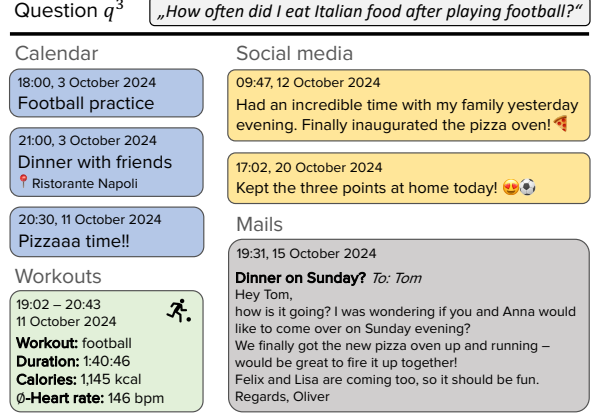 Question q³ „How often did I eat Italian food after playing football?“
Calendar
18:00, 3 October 2024
Football practice
21:00, 3 October 2024
Dinner with friends
📍Ristorante Napoli
20:30, 11 October 2024
Pizzaaa time!!
Workouts
19:02 – 20:43
11 October 2024
Workout: football
Duration: 1:40:46
Calories: 1,145 kcal
Ø-Heart rate: 146 bpm
Social media
09:47, 12 October 2024
Had an incredible time with my family yesterday
evening. Finally inaugurated the pizza oven!🍕
17:02, 20 October 2024
Kept the three points at home today! 😍⚽
Mails
19:31, 15 October 2024
Dinner on Sunday? To: Tom
Hey Tom,
how is it going? I was wondering if you and Anna would
like to come over on Sunday evening?
We finally got the new pizza oven up and running –
would be great to fire it up together!
Felix and Lisa are coming too, so it should be fun.
Regards, Oliver